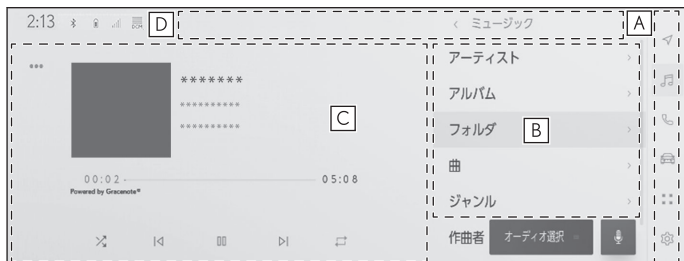 2:13 DCM D ‹ ミュージック A
アーティスト ›
*******
アルバム ›
**********
**********
C
フォルダ B ›
曲 ›
00:02 05:08
Powered by Gracenote®
ジャンル ›
作曲者 オーディオ選択